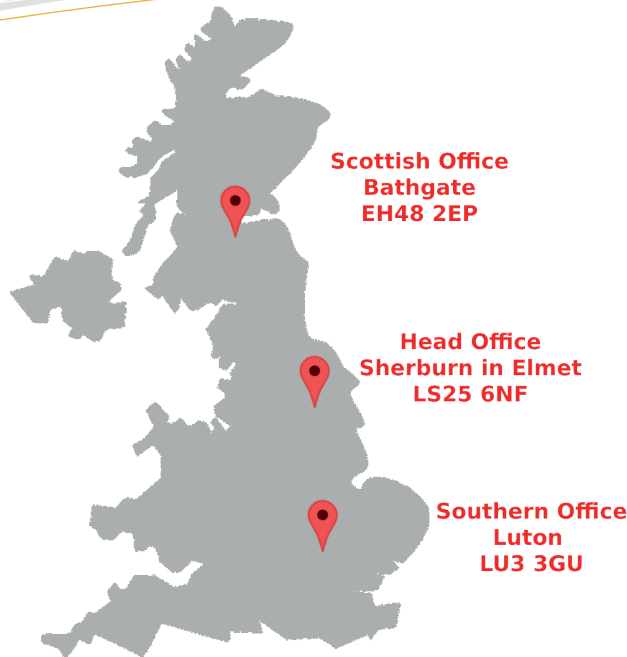 Scottish Office
Bathgate
EH48 2EP
Head Office
Sherburn in Elmet
LS25 6NF
Southern Office
Luton
LU3 3GU